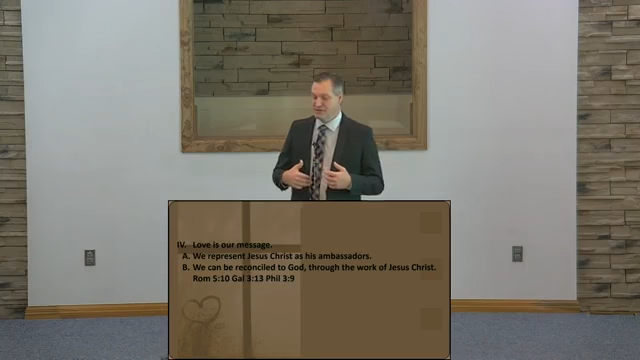 IV. Love is our message.
A. We represent Jesus Christ as his ambassadors.
B. We can be reconciled to God, through the work of Jesus Christ.
Rom 5:10 Gal 3:13 Phil 3:9